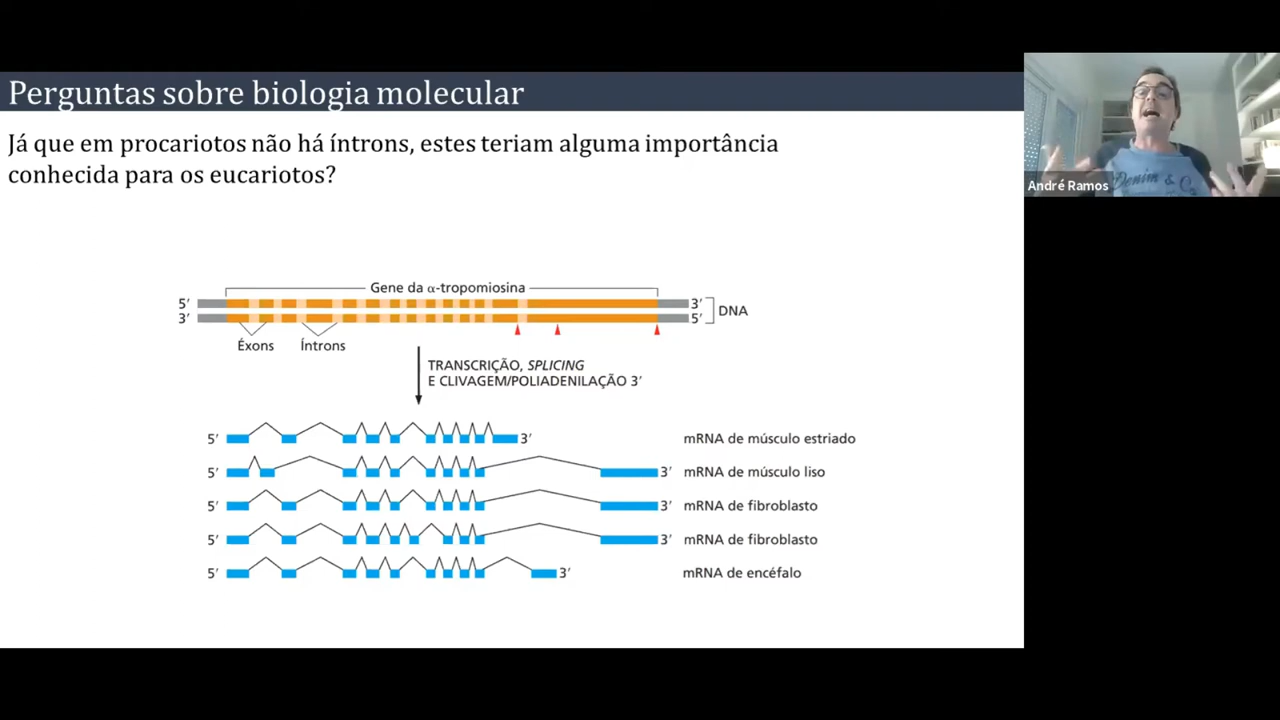 Perguntas sobre biologia molecular
Já que em procariotos não há íntrons, estes teriam alguma importância
conhecida para os eucariotos?
André Ramos
Denim & C
Gene da α-tropomiosina
5′ 3′
3′ 5′
DNA
Éxons Íntrons
TRANSCRIÇÃO, SPLICING
E CLIVAGEM/POLIADENILAÇÃO 3′
5′ 3′ mRNA de músculo estriado
5′ 3′ mRNA de músculo liso
5′ 3′ mRNA de fibroblasto
5′ 3′ mRNA de fibroblasto
5′ 3′ mRNA de encéfalo